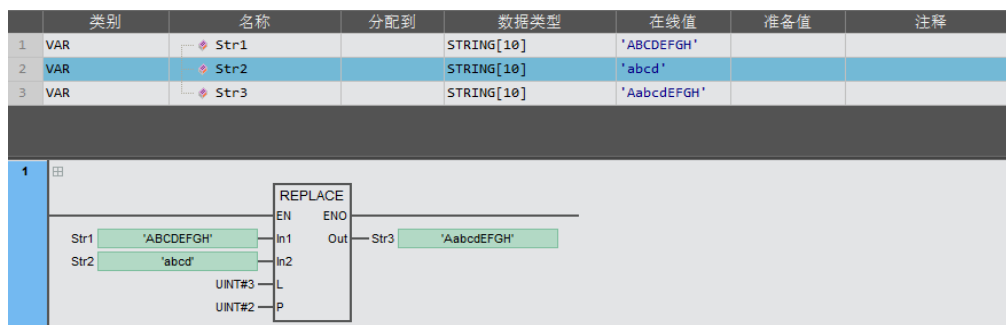 类别 名称 分配到 数据类型 在线值 准备值 注释
1 VAR Str1 STRING[10] 'ABCDEFGH'
2 VAR Str2 STRING[10] 'abcd'
3 VAR Str3 STRING[10] 'AabcdEFGH'
1
REPLACE
EN ENO
Str1 'ABCDEFGH' In1 Out Str3 'AabcdEFGH'
Str2 'abcd' In2
UINT#3 L
UINT#2 P